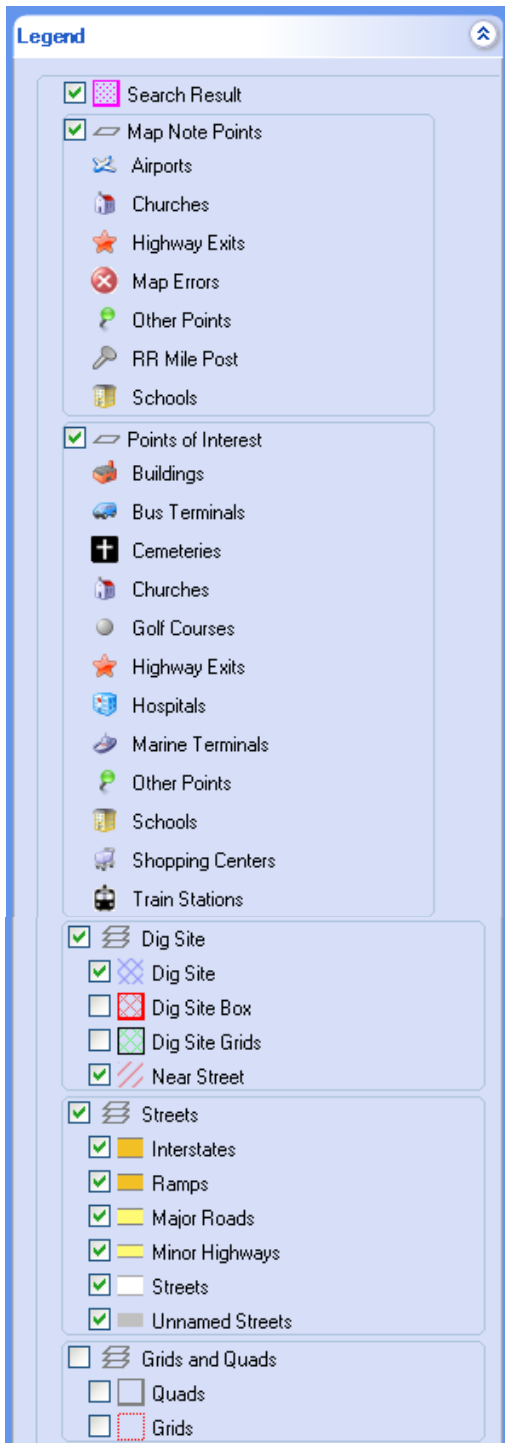 Legend
Search Result
Map Note Points
Airports
Churches
Highway Exits
Map Errors
Other Points
RR Mile Post
Schools
Points of Interest
Buildings
Bus Terminals
Cemeteries
Churches
Golf Courses
Highway Exits
Hospitals
Marine Terminals
Other Points
Schools
Shopping Centers
Train Stations
Dig Site
Dig Site
Dig Site Box
Dig Site Grids
Near Street
Streets
Interstates
Ramps
Major Roads
Minor Highways
Streets
Unnamed Streets
Grids and Quads
Quads
Grids